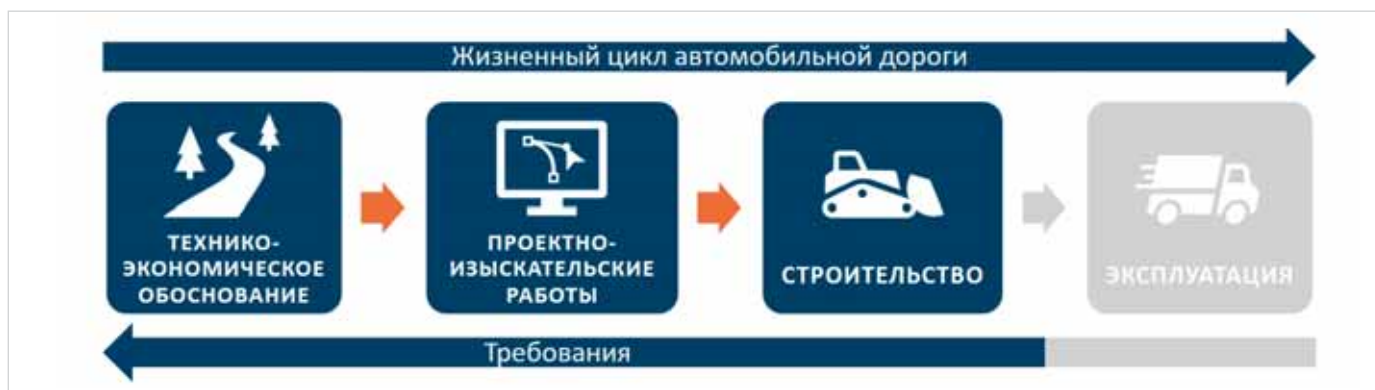 Жизненный цикл автомобильной дороги
ТЕХНИКО-
ЭКОНОМИЧЕСКОЕ
ОБОСНОВАНИЕ
ПРОЕКТНО-
ИЗЫСКАТЕЛЬСКИЕ
РАБОТЫ
СТРОИТЕЛЬСТВО
ЭКСПЛУАТАЦИЯ
Требования